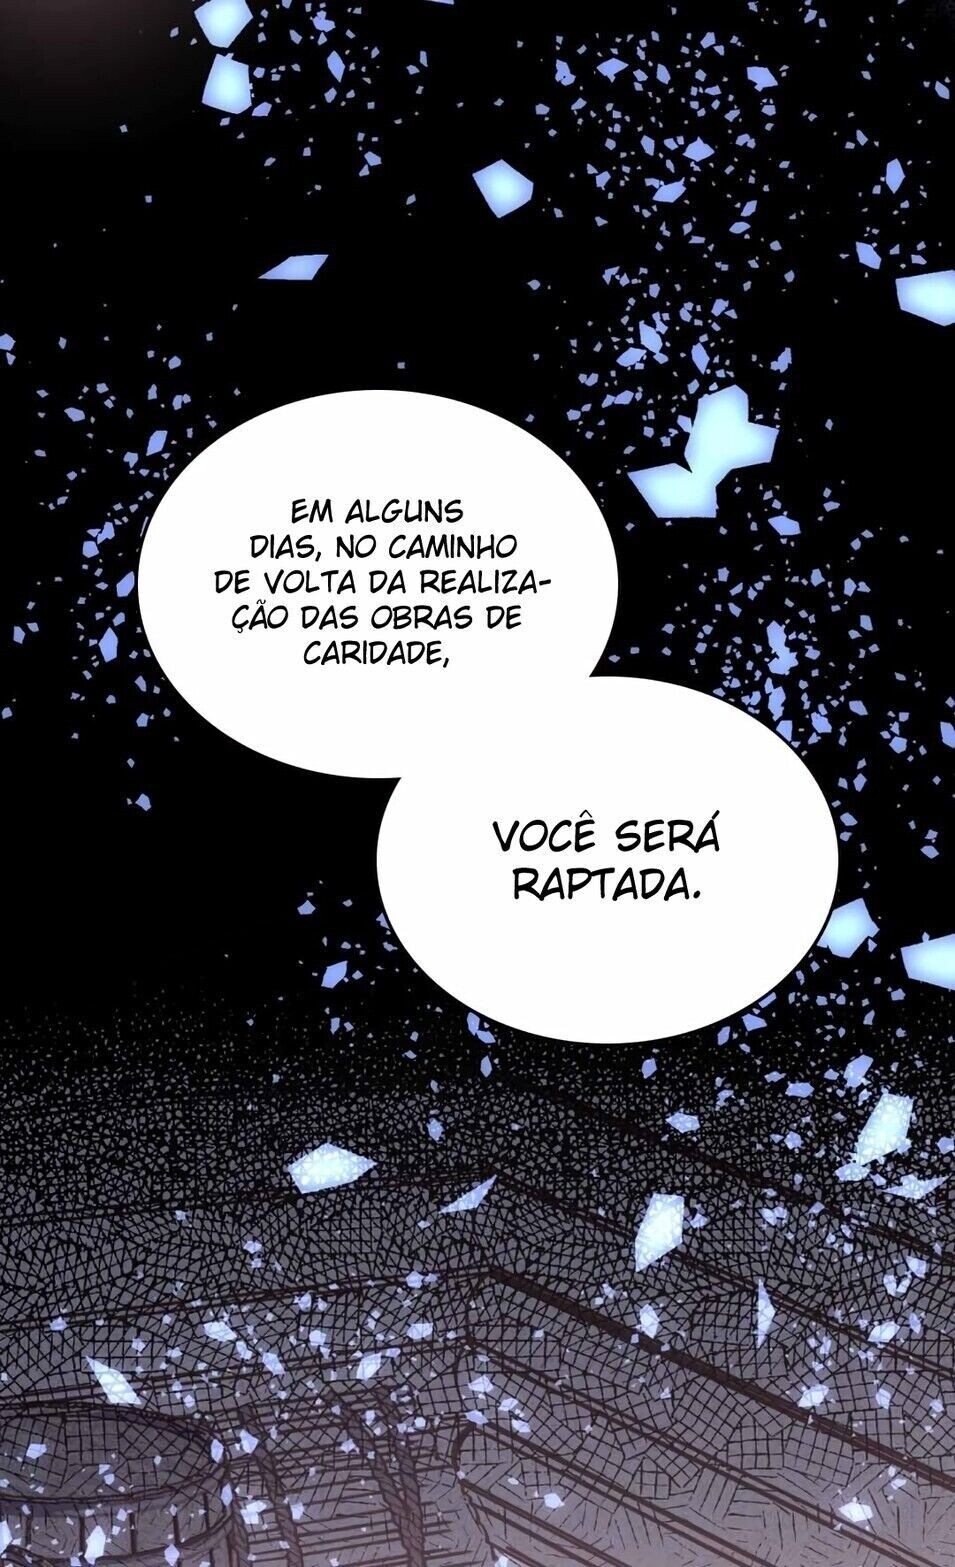 EM ALGUNS
DIAS, NO CAMINHO
DE VOLTA DA REALIZA-
ÇÃO DAS OBRAS DE
CARIDADE,
VOCÊ SERÁ
RAPTADA.